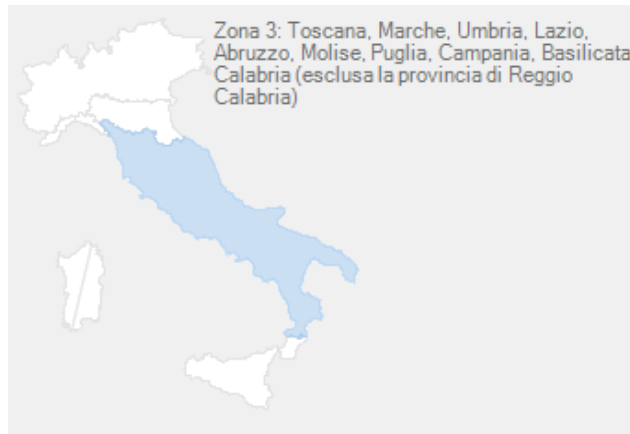 Zona 3: Toscana, Marche, Umbria, Lazio,
Abruzzo, Molise, Puglia, Campania, Basilicata
Calabria (esclusa la provincia di Reggio
Calabria)